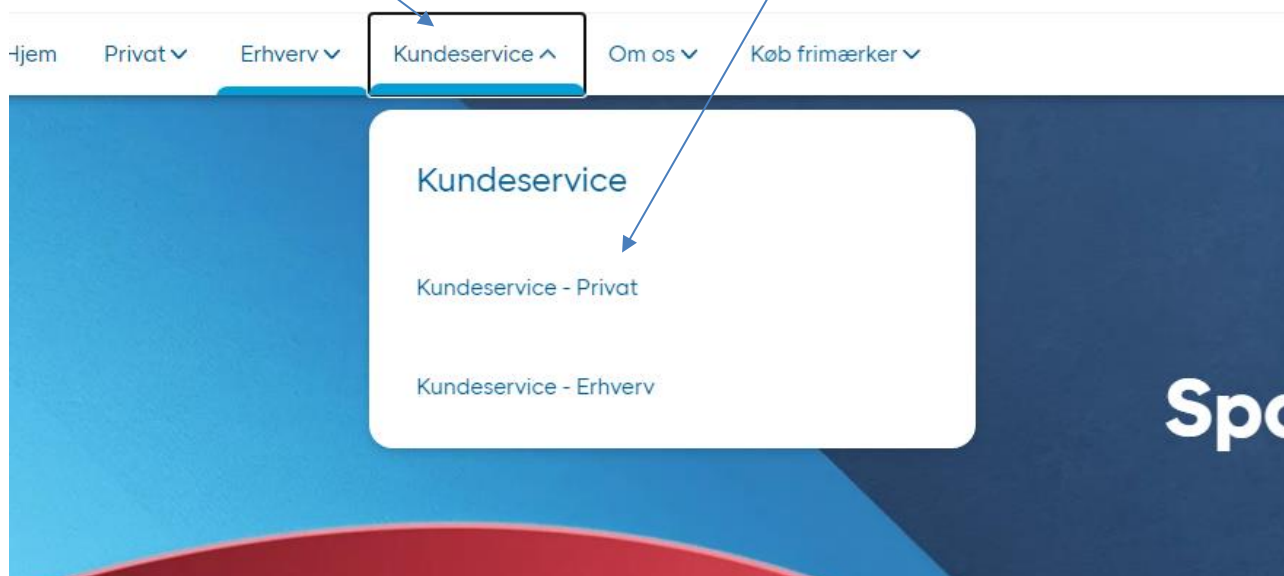 Hjem Privat Erhverv Kundeservice Om os Køb frimærker
Kundeservice
Kundeservice - Privat
Kundeservice - Erhverv